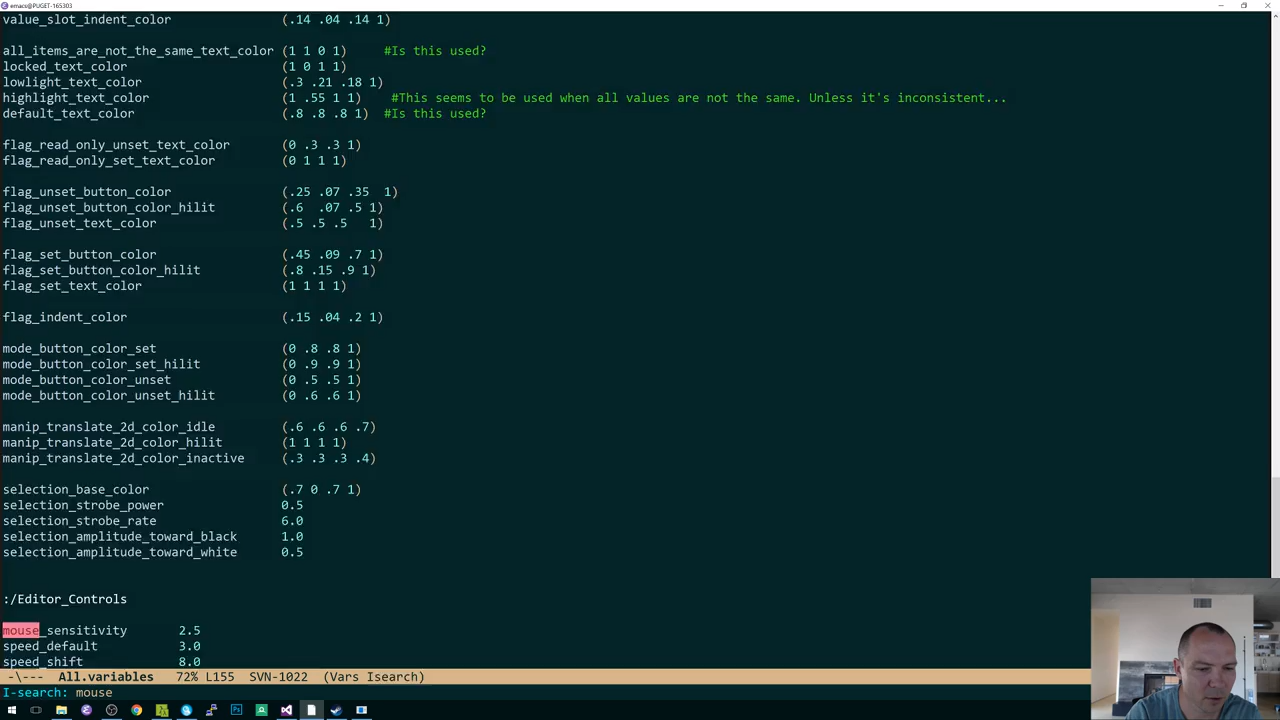 emacs@PUGET-165303
value_slot_indent_color (.14 .04 .14 1)
all_items_are_not_the_same_text_color (1 1 0 1) #Is this used?
locked_text_color (1 0 1 1)
lowlight_text_color (.3 .21 .18 1)
highlight_text_color (1 .55 1 1) #This seems to be used when all values are not the same. Unless it's inconsistent...
default_text_color (.8 .8 .8 1) #Is this used?
flag_read_only_unset_text_color (0 .3 .3 1)
flag_read_only_set_text_color (0 1 1 1)
flag_unset_button_color (.25 .07 .35 1)
flag_unset_button_color_hilit (.6 .07 .5 1)
flag_unset_text_color (.5 .5 .5 1)
flag_set_button_color (.45 .09 .7 1)
flag_set_button_color_hilit (.8 .15 .9 1)
flag_set_text_color (1 1 1 1)
flag_indent_color (.15 .04 .2 1)
mode_button_color_set (0 .8 .8 1)
mode_button_color_set_hilit (0 .9 .9 1)
mode_button_color_unset (0 .5 .5 1)
mode_button_color_unset_hilit (0 .6 .6 1)
manip_translate_2d_color_idle (.6 .6 .6 .7)
manip_translate_2d_color_hilit (1 1 1 1)
manip_translate_2d_color_inactive (.3 .3 .3 .4)
selection_base_color (.7 0 .7 1)
selection_strobe_power 0.5
selection_strobe_rate 6.0
selection_amplitude_toward_black 1.0
selection_amplitude_toward_white 0.5
:/Editor_Controls
mouse_sensitivity 2.5
speed_default 3.0
speed_shift 8.0
-\--- All.variables 72% L155 SVN-1022 (Vars Isearch)
I-search: mouse